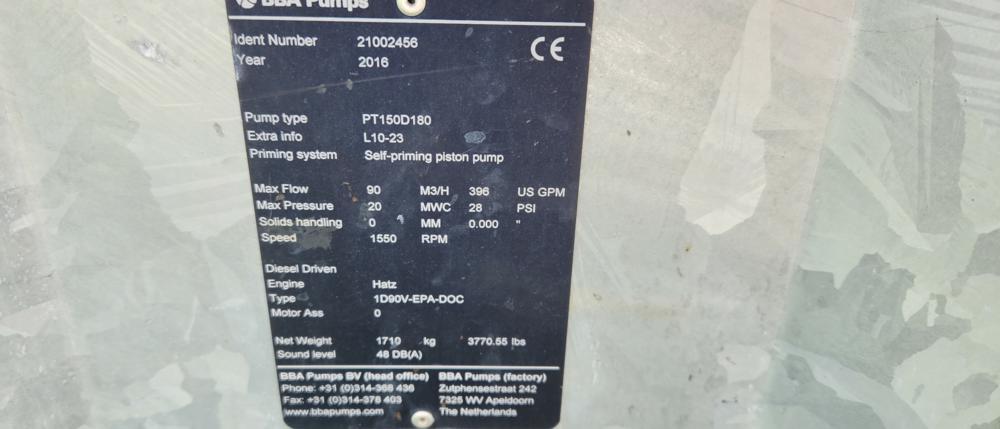 BBA Pumps
Ident Number 21002456
CE
Year 2016
Pump type PT150D180
Extra info L10-23
Priming system Self-priming piston pump
Max Flow 90 M3/H 396 US GPM
Max Pressure 20 MWC 28 PSI
Solids handling 0 MM 0.000 "
Speed 1550 RPM
Diesel Driven
Engine Hatz
Type 1D90V-EPA-DOC
Motor Ass 0
Net Weight 1710 kg 3770.55 lbs
Sound level 48 DB(A)
BBA Pumps BV (head office) BBA Pumps (factory)
Phone: +31 (0)314-368 436 Zutphensestraat 242
Fax: +31 (0)314-378 403 7325 WV Apeldoorn
www.bbapumps.com The Netherlands